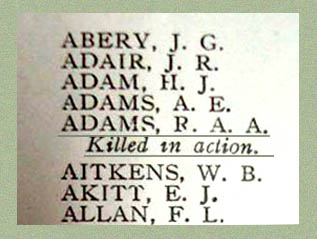 ABERY, J. G.
ADAIR, J. R.
ADAM, H. J.
ADAMS, A. E.
ADAMS, R. A. A.
Killed in action.
AITKENS, W. B.
AKITT, E. J.
ALLAN, F. L.